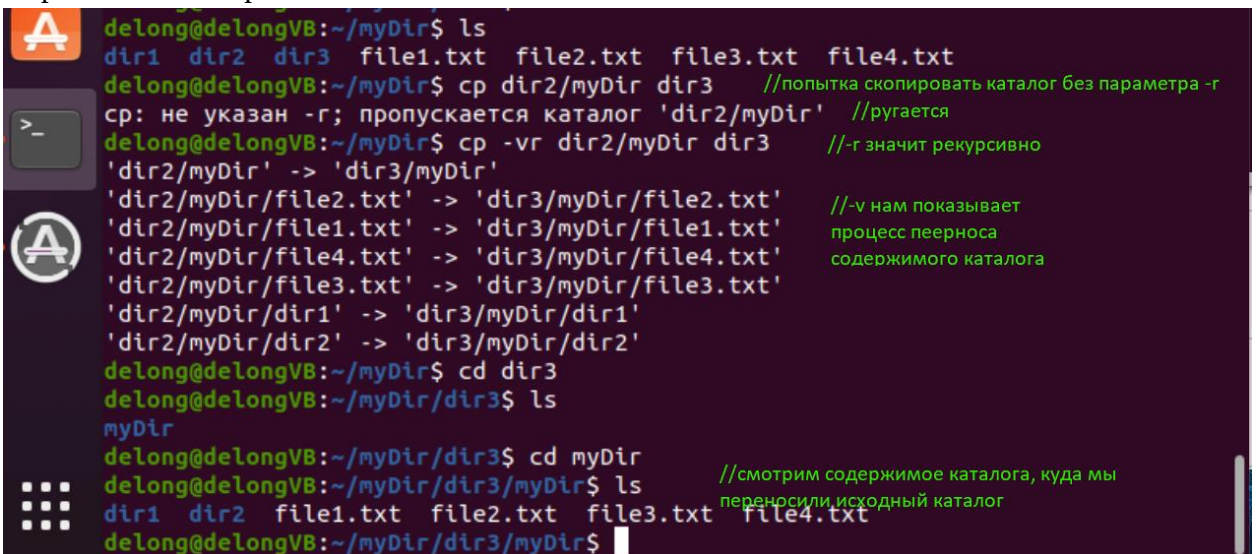 delong@delongVB:~/myDir$ ls
dir1 dir2 dir3 file1.txt file2.txt file3.txt file4.txt
delong@delongVB:~/myDir$ cp dir2/myDir dir3 //попытка скопировать каталог без параметра -r
cp: не указан -r; пропускается каталог 'dir2/myDir' //ругается
delong@delongVB:~/myDir$ cp -vr dir2/myDir dir3 //-r значит рекурсивно
'dir2/myDir' -> 'dir3/myDir'
'dir2/myDir/file2.txt' -> 'dir3/myDir/file2.txt' //-v нам показывает
'dir2/myDir/file1.txt' -> 'dir3/myDir/file1.txt' процесс пеерноса
'dir2/myDir/file4.txt' -> 'dir3/myDir/file4.txt' содержимого каталога
'dir2/myDir/file3.txt' -> 'dir3/myDir/file3.txt'
'dir2/myDir/dir1' -> 'dir3/myDir/dir1'
'dir2/myDir/dir2' -> 'dir3/myDir/dir2'
delong@delongVB:~/myDir$ cd dir3
delong@delongVB:~/myDir/dir3$ ls
myDir
delong@delongVB:~/myDir/dir3$ cd myDir
delong@delongVB:~/myDir/dir3/myDir$ ls //смотрим содержимое каталога, куда мы
переносили исходный каталог
dir1 dir2 file1.txt file2.txt file3.txt file4.txt
delong@delongVB:~/myDir/dir3/myDir$